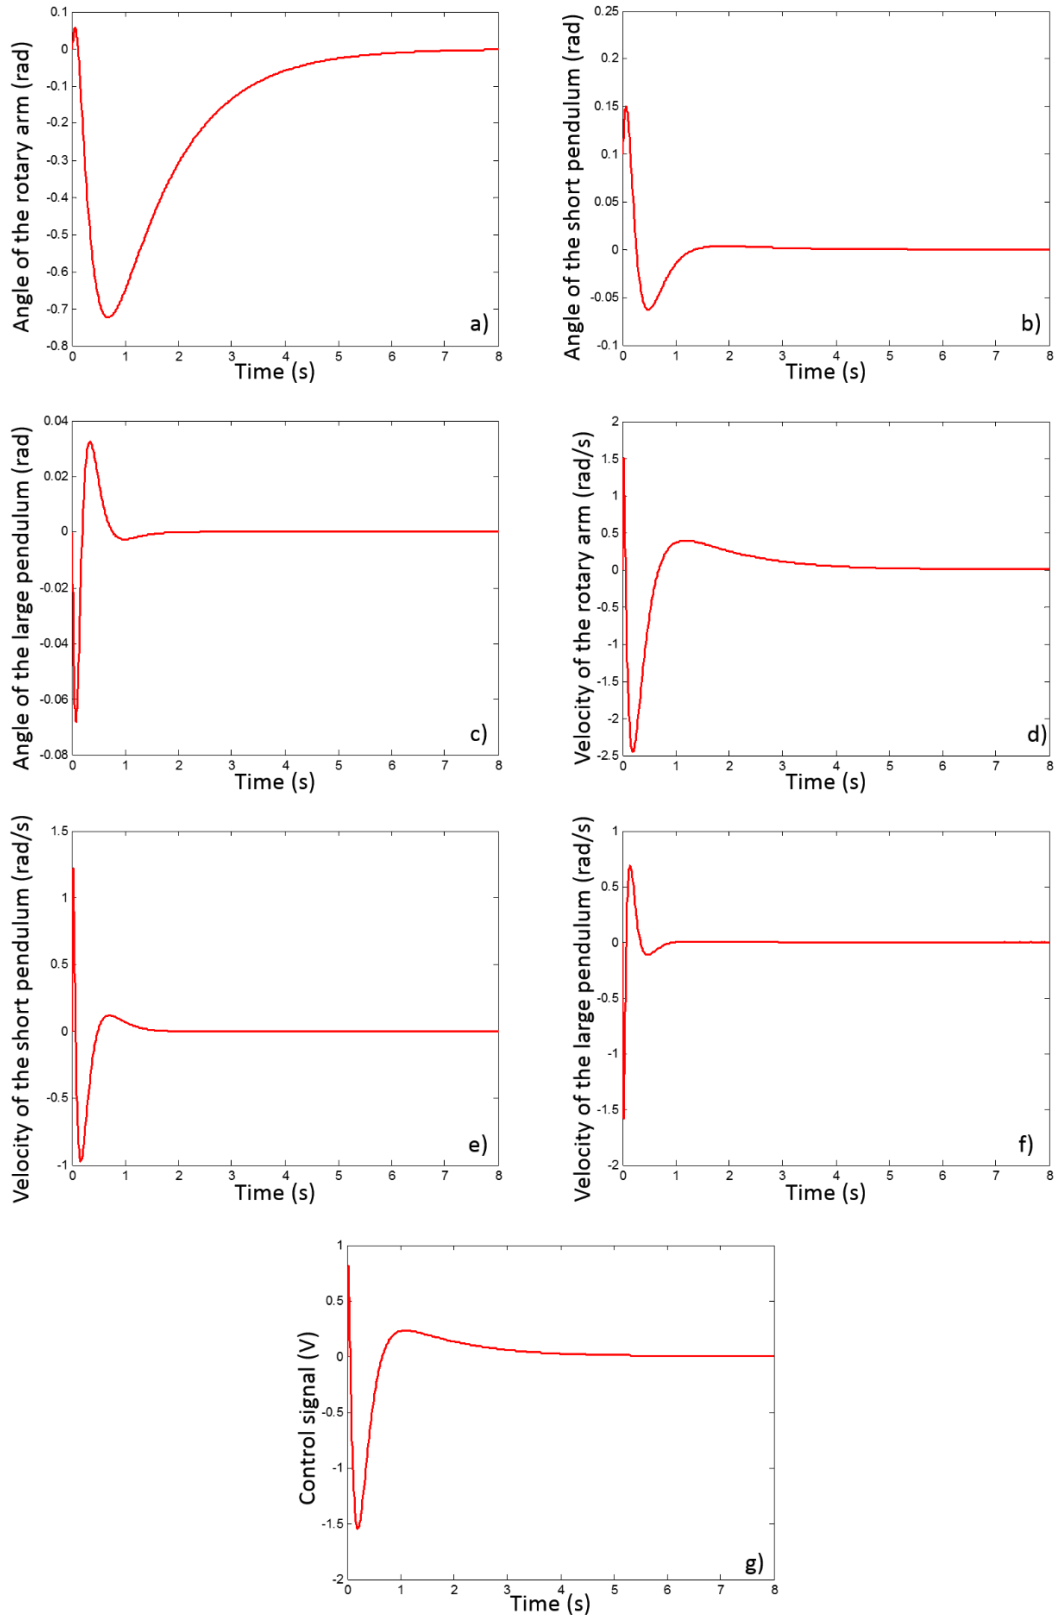 Angle of the rotary arm (rad)
0.1
0
-0.1
-0.2
-0.3
-0.4
-0.5
-0.6
-0.7
-0.8
0 1 2 3 4 5 6 7 8
Time (s)
a)
Angle of the short pendulum (rad)
0.25
0.2
0.15
0.1
0.05
0
-0.05
-0.1
0 1 2 3 4 5 6 7 8
Time (s)
b)
Angle of the large pendulum (rad)
0.04
0.02
0
-0.02
-0.04
-0.06
-0.08
0 1 2 3 4 5 6 7 8
Time (s)
c)
Velocity of the rotary arm (rad/s)
2
1.5
1
0.5
0
-0.5
-1
-1.5
-2
-2.5
0 1 2 3 4 5 6 7 8
Time (s)
d)
Velocity of the short pendulum (rad/s)
1.5
1
0.5
0
-0.5
-1
0 1 2 3 4 5 6 7 8
Time (s)
e)
Velocity of the large pendulum (rad/s)
1
0.5
0
-0.5
-1
-1.5
-2
0 1 2 3 4 5 6 7 8
Time (s)
f)
Control signal (V)
1
0.5
0
-0.5
-1
-1.5
-2
0 1 2 3 4 5 6 7 8
Time (s)
g)